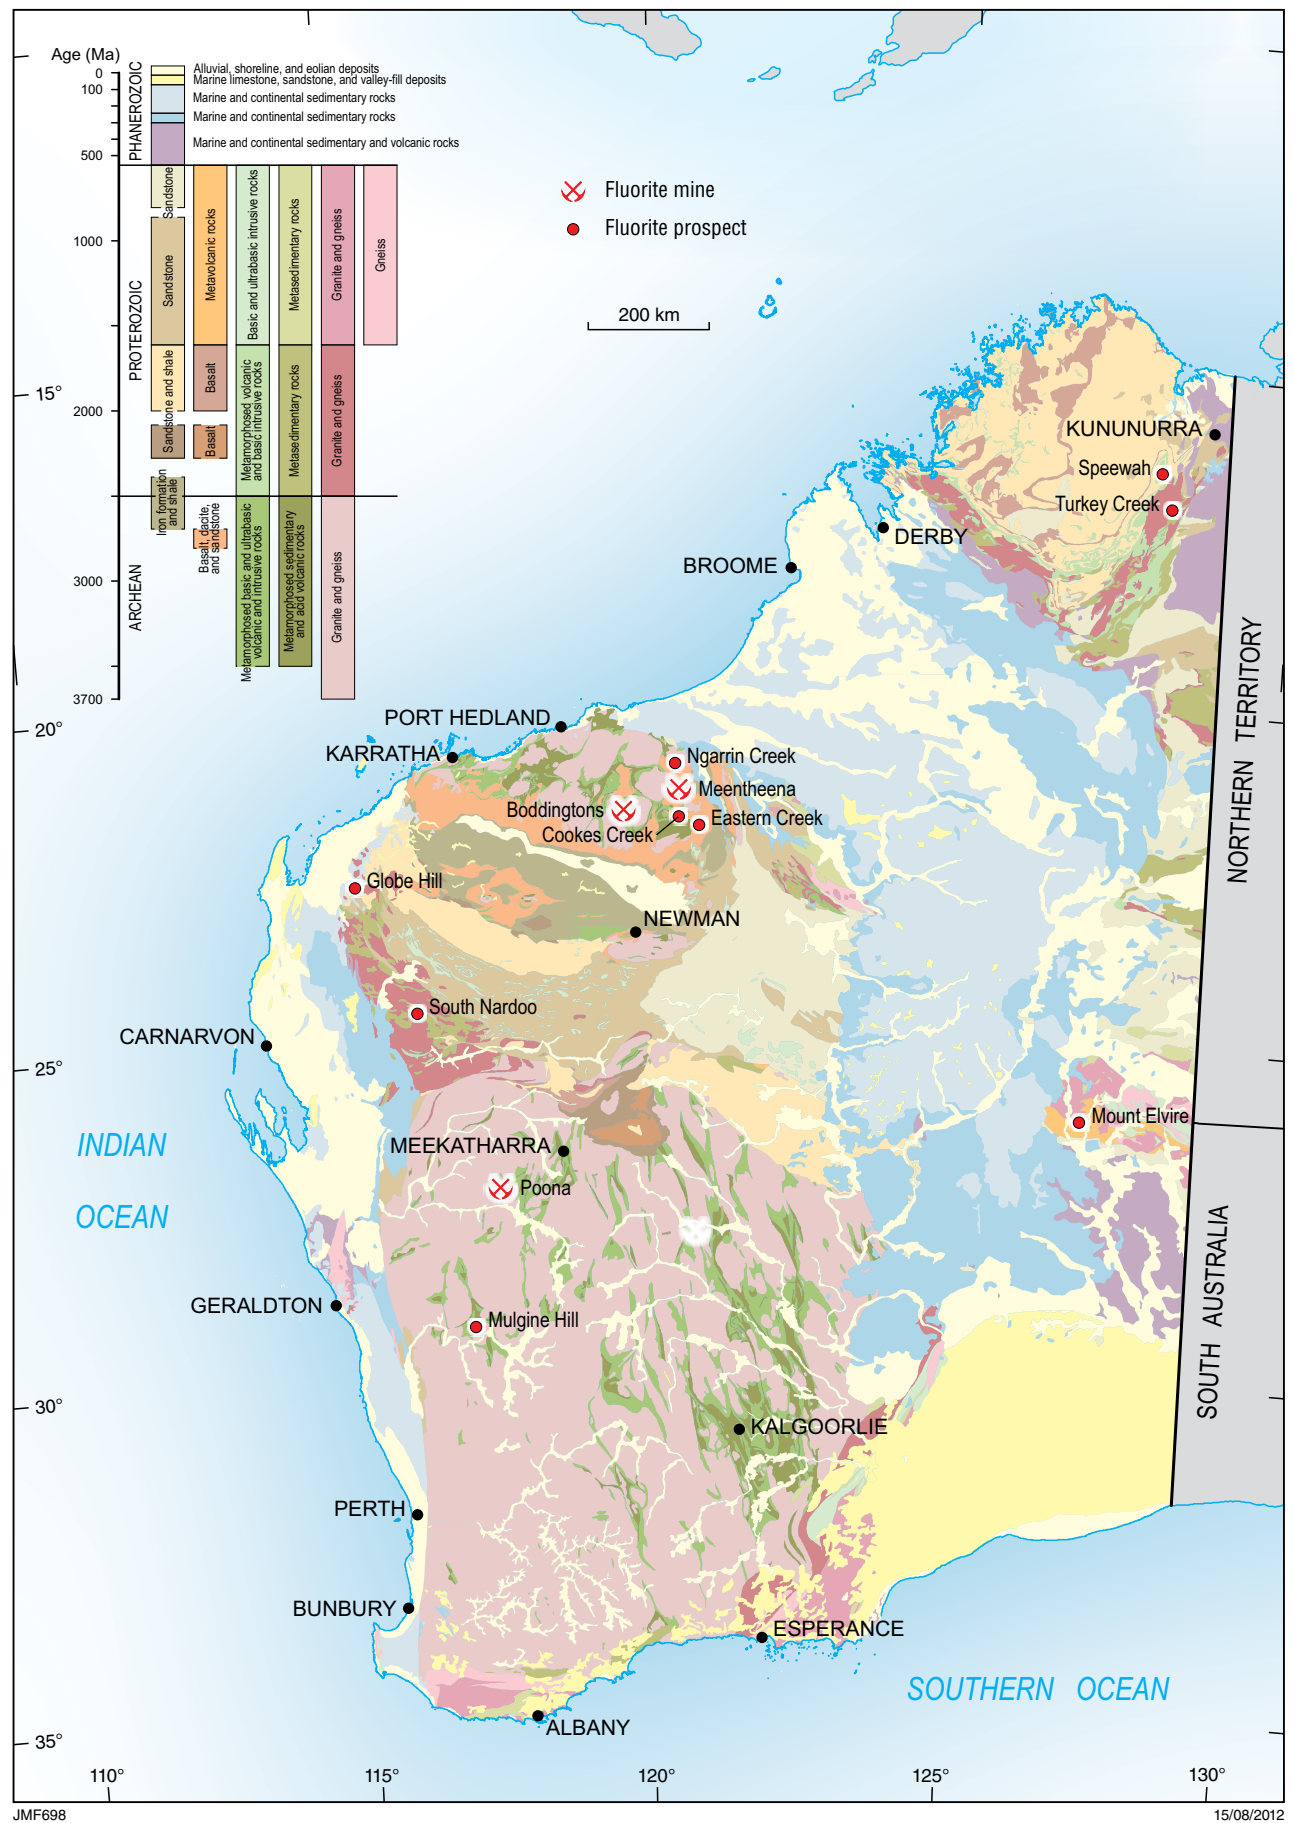 Age (Ma)
0
100
500
1000
2000
3000
3700
PHANEROZOIC
PROTEROZOIC
ARCHEAN
Alluvial, shoreline, and eolian deposits
Marine limestone, sandstone, and valley-fill deposits
Marine and continental sedimentary rocks
Marine and continental sedimentary rocks
Marine and continental sedimentary and volcanic rocks
Sandstone
Sandstone
Sandstone and shale
Sandstone
Iron formation
and shale
Metavolcanic rocks
Basalt
Basalt
Basalt, dacite,
and sandstone
Basic and ultrabasic intrusive rocks
Metamorphosed volcanic
and basic intrusive rocks
Metamorphosed basic and ultrabasic
volcanic and intrusive rocks
Metasedimentary rocks
Metasedimentary rocks
Metamorphosed sedimentary
and acid volcanic rocks
Granite and gneiss
Granite and gneiss
Granite and gneiss
Gneiss
Fluorite mine
Fluorite prospect
200 km
15°
KUNUNURRA
Speewah
Turkey Creek
DERBY
BROOME
NORTHERN TERRITORY
PORT HEDLAND
20°
KARRATHA
Ngarrin Creek
Meentheena
Boddingtons
Eastern Creek
Cookes Creek
Globe Hill
NEWMAN
South Nardoo
CARNARVON
25°
Mount Elvire
INDIAN
OCEAN
MEEKATHARRA
Poona
SOUTH AUSTRALIA
GERALDTON
Mulgine Hill
30°
KALGOORLIE
PERTH
BUNBURY
ESPERANCE
SOUTHERN OCEAN
ALBANY
35°
110°
115°
120°
125°
130°
JMF698
15/08/2012